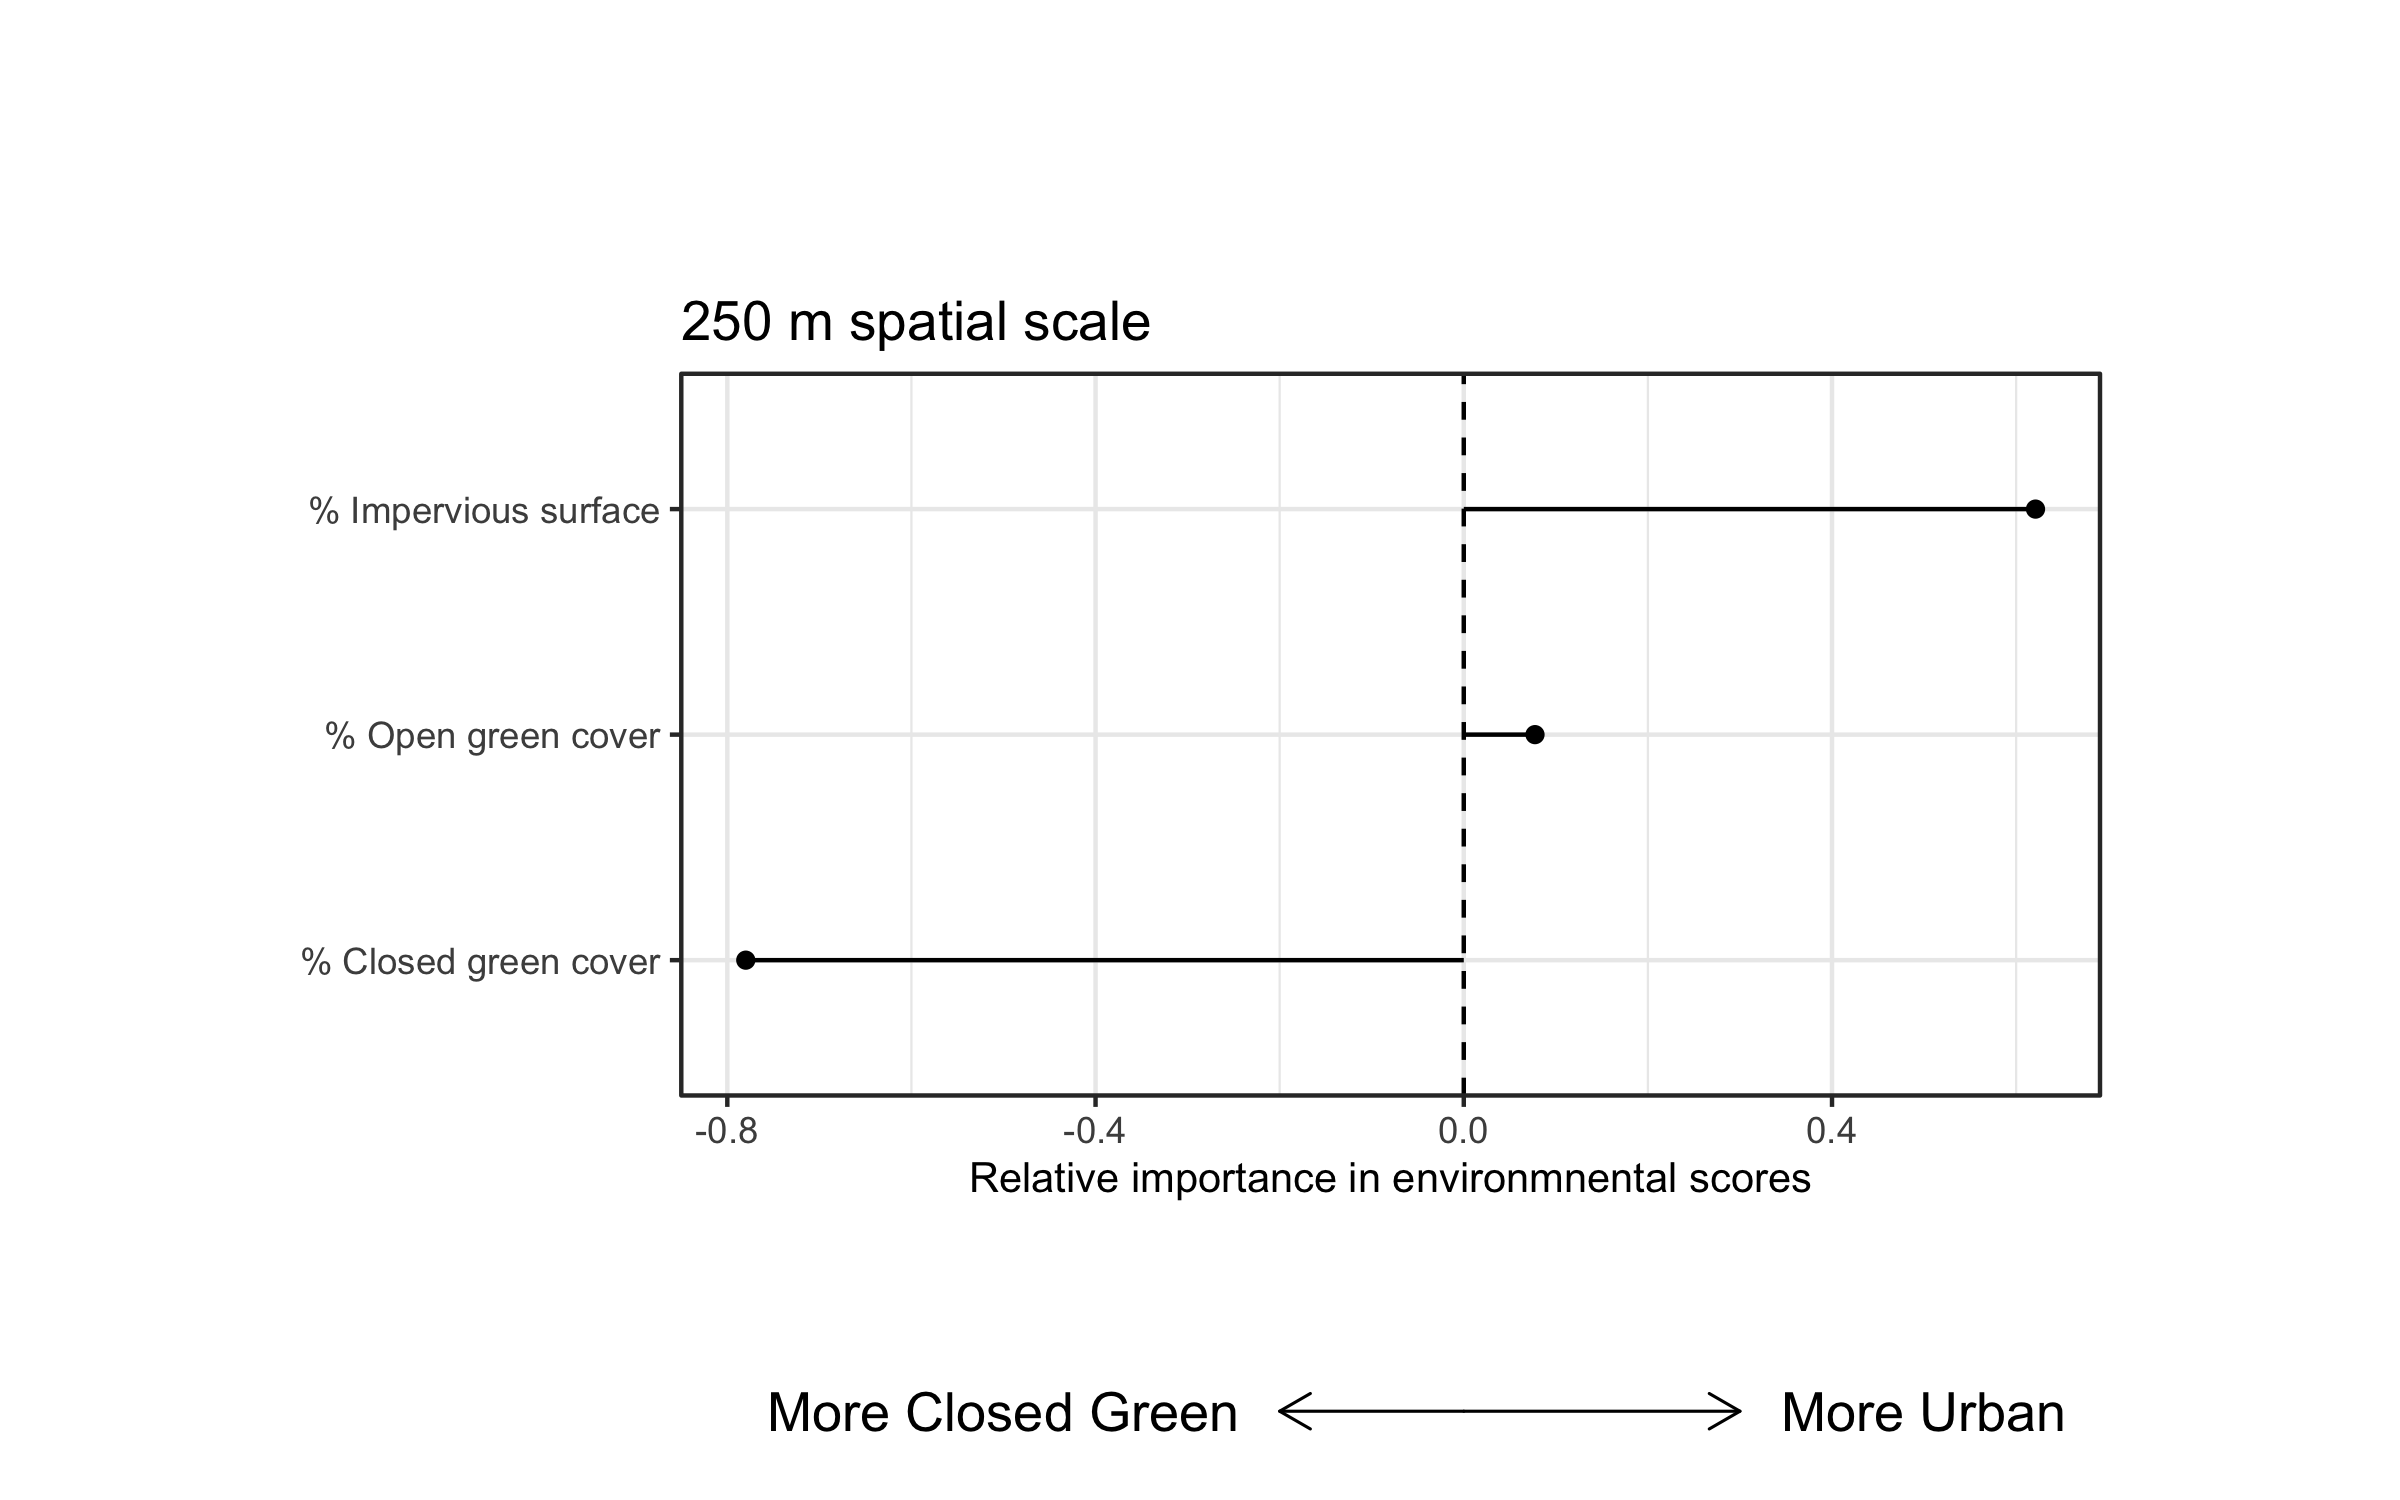 250 m spatial scale
% Impervious surface
% Open green cover
% Closed green cover
-0.8 -0.4 0.0 0.4
Relative importance in environmnental scores
More Closed Green More Urban